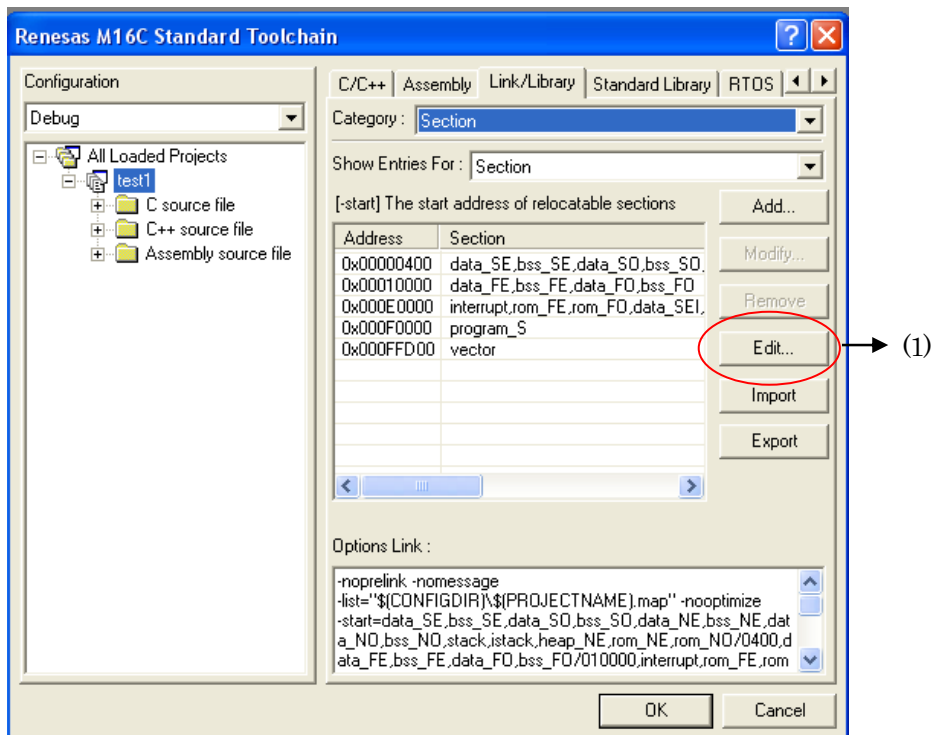 Renesas M16C Standard Toolchain
Configuration
Debug
All Loaded Projects
test1
C source file
C++ source file
Assembly source file
C/C++ Assembly Link/Library Standard Library RTOS
Category : Section
Show Entries For : Section
[-start] The start address of relocatable sections
Address Section
0x00000400 data_SE,bss_SE,data_SO,bss_SO,
0x00010000 data_FE,bss_FE,data_FO,bss_FO
0x000E0000 interrupt,rom_FE,rom_FO,data_SEI,
0x000F0000 program_S
0x000FFD00 vector
Add...
Modify...
Remove
Edit...
(1)
Import
Export
Options Link :
-noprelink -nomessage
-list="$(CONFIGDIR)\$(PROJECTNAME).map" -nooptimize
-start=data_SE,bss_SE,data_SO,bss_SO,data_NE,bss_NE,dat
a_NO,bss_NO,stack,istack,heap_NE,rom_NE,rom_NO/0400,d
ata_FE,bss_FE,data_FO,bss_FO/010000,interrupt,rom_FE,rom
OK
Cancel